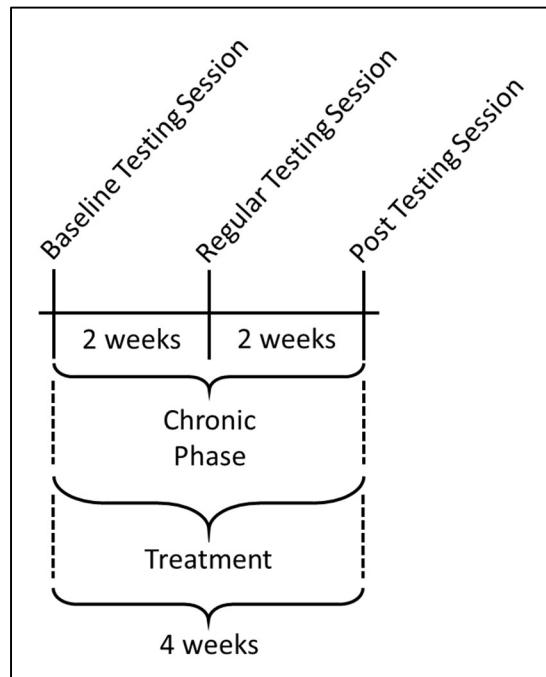 Baseline Testing Session
Regular Testing Session
Post Testing Session
2 weeks
2 weeks
Chronic
Phase
Treatment
4 weeks